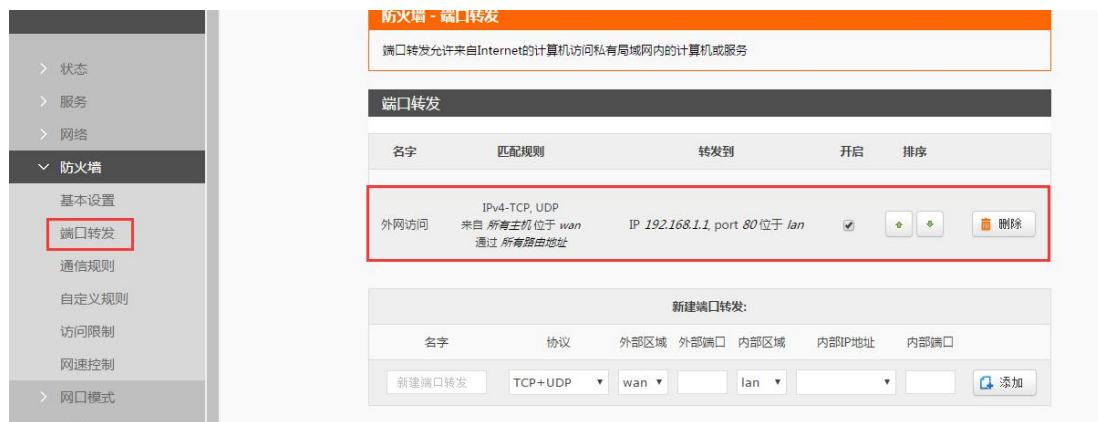 防火墙 - 端口转发
端口转发允许来自Internet的计算机访问私有局域网内的计算机或服务
状态
服务
网络
防火墙
基本设置
端口转发
通信规则
自定义规则
访问限制
网速控制
网口模式
端口转发
名字 匹配规则 转发到 开启 排序
外网访问
IPv4-TCP, UDP
来自 所有主机 位于 wan
通过 所有路由地址
IP 192.168.1.1, port 80 位于 lan
删除
新建端口转发:
名字 协议 外部区域 外部端口 内部区域 内部IP地址 内部端口
新建端口转发 TCP+UDP wan lan 添加